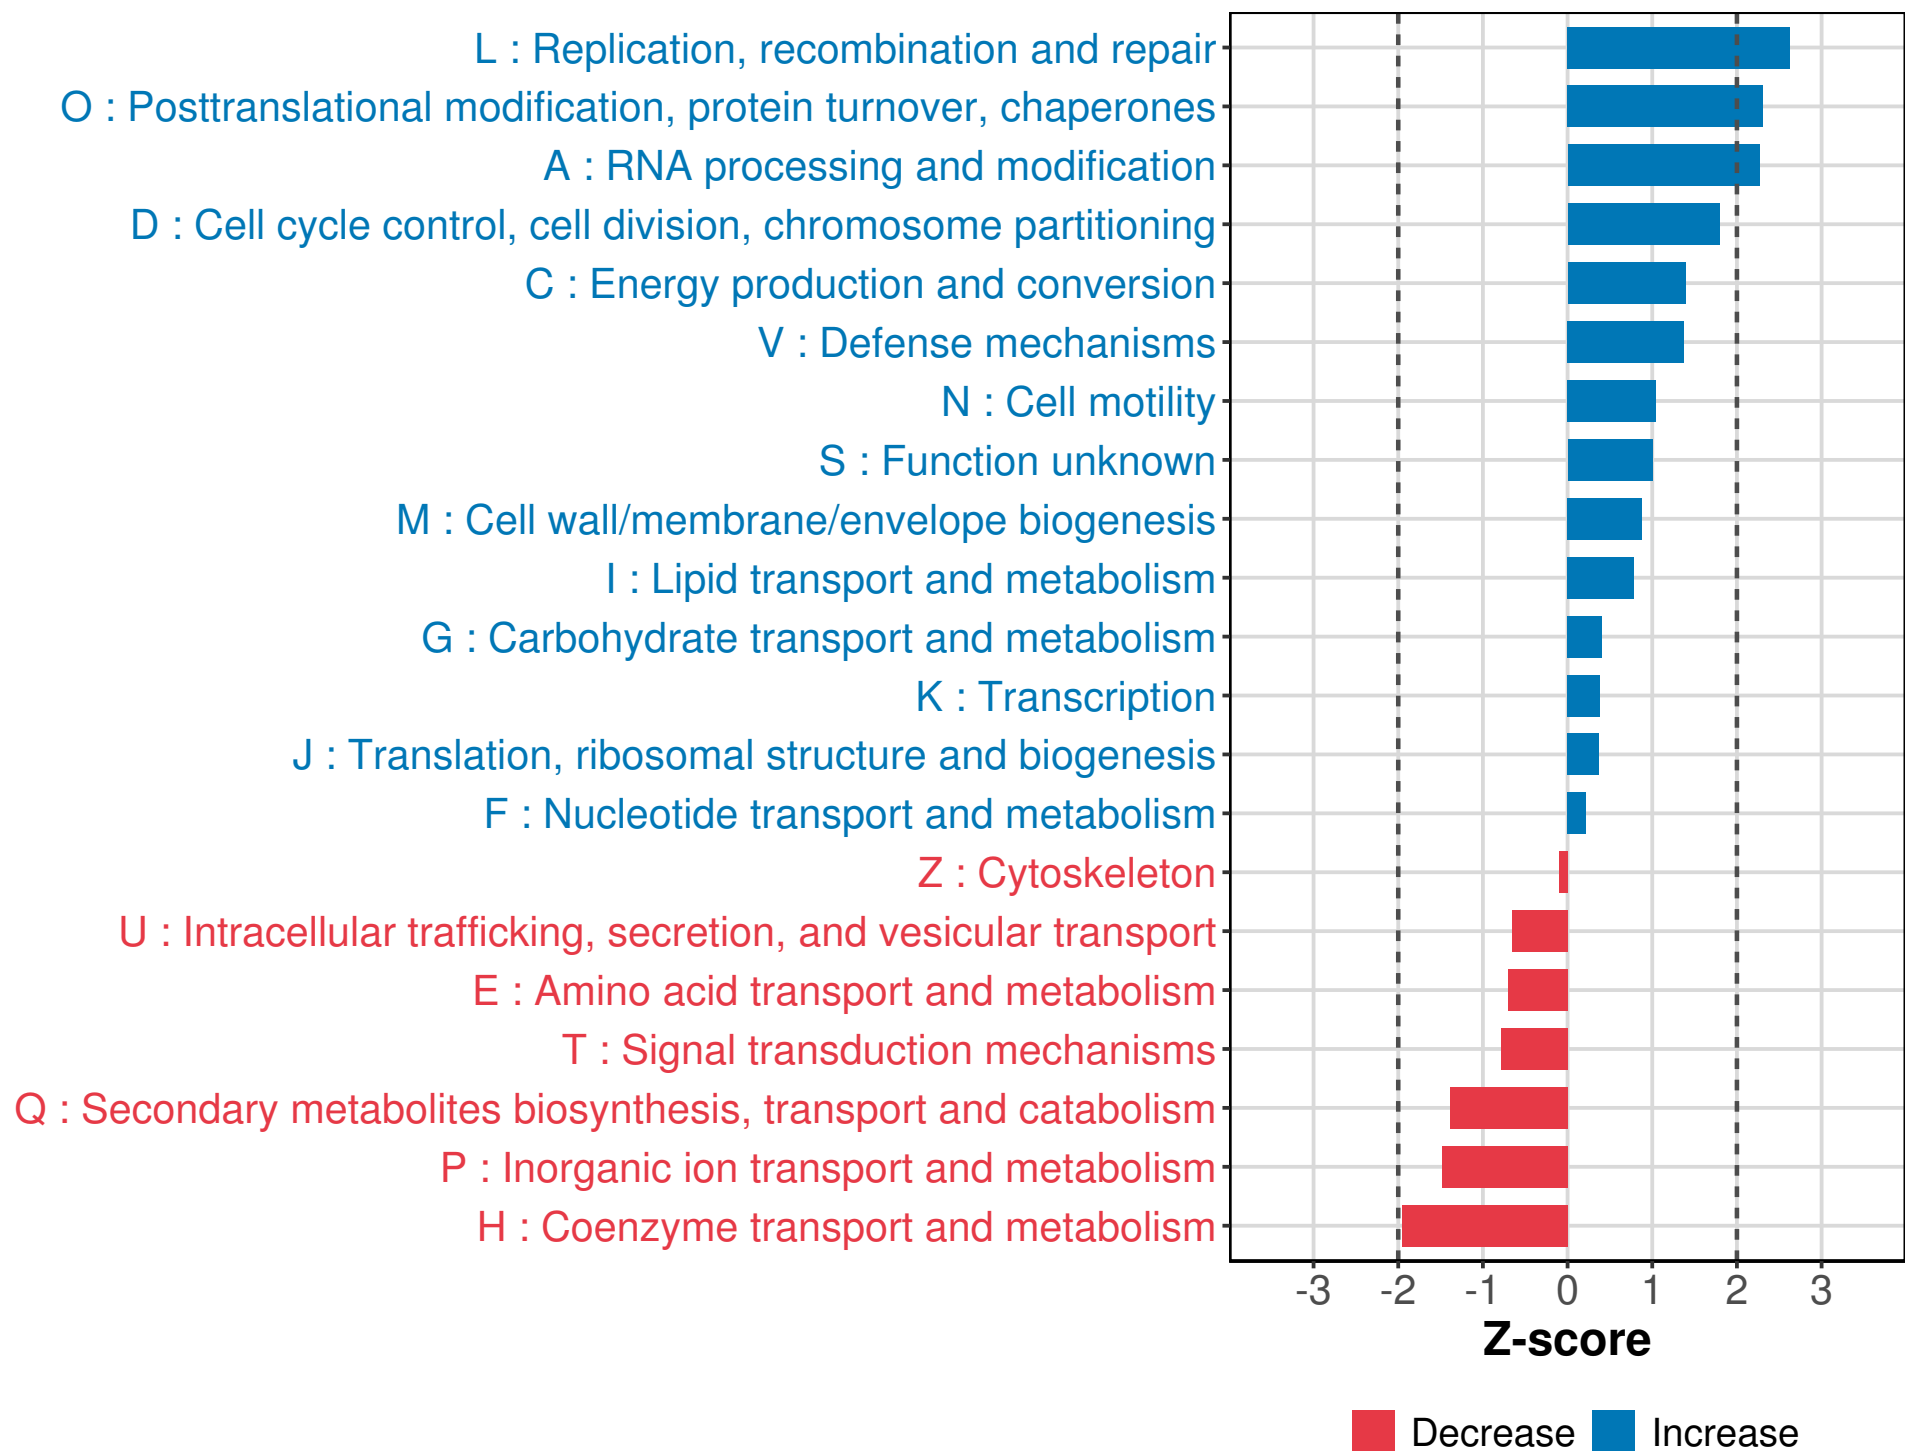 L : Replication, recombination and repair
O : Posttranslational modification, protein turnover, chaperones
A : RNA processing and modification
D : Cell cycle control, cell division, chromosome partitioning
C : Energy production and conversion
V : Defense mechanisms
N : Cell motility
S : Function unknown
M : Cell wall/membrane/envelope biogenesis
I : Lipid transport and metabolism
G : Carbohydrate transport and metabolism
K : Transcription
J : Translation, ribosomal structure and biogenesis
F : Nucleotide transport and metabolism
Z : Cytoskeleton
U : Intracellular trafficking, secretion, and vesicular transport
E : Amino acid transport and metabolism
T : Signal transduction mechanisms
Q : Secondary metabolites biosynthesis, transport and catabolism
P : Inorganic ion transport and metabolism
H : Coenzyme transport and metabolism
-3 -2 -1 0 1 2 3
Z-score
Decrease Increase